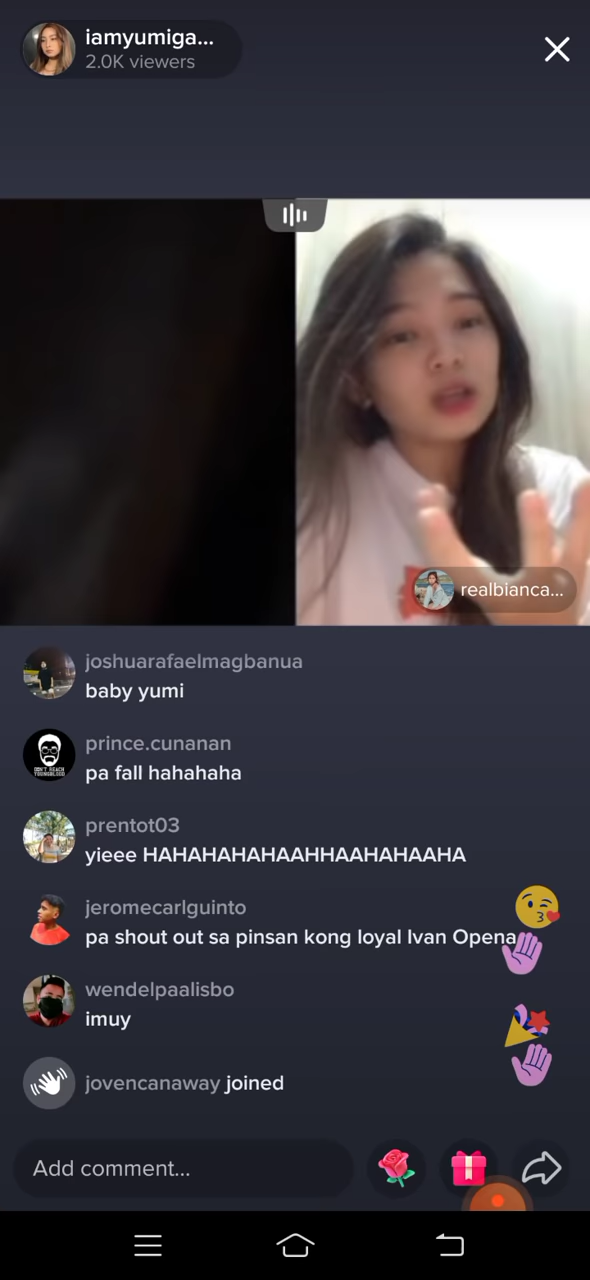 iamyumiga...
2.0K viewers
realbianca...
joshuarafaelmagbanua
baby yumi
prince.cunanan
pa fall hahahaha
prentot03
yieee HAHAHAHAHAAHHAAHAHAAHA
jeromecarlguinto
pa shout out sa pinsan kong loyal Ivan Opena
wendelpaalisbo
imuy
jovencanaway joined
Add comment...